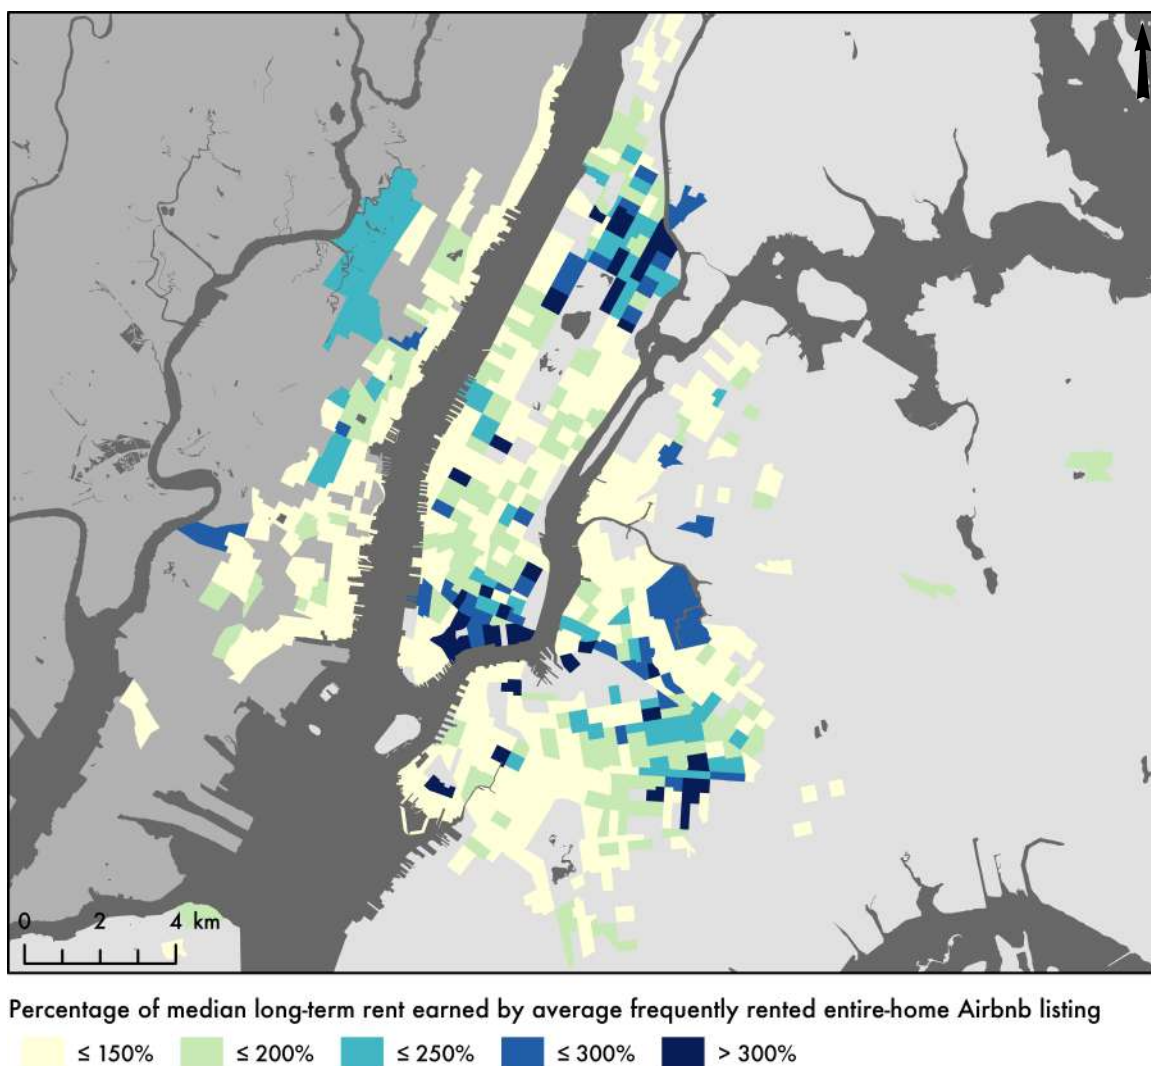 0 2 4 km
Percentage of median long-term rent earned by average frequently rented entire-home Airbnb listing
≤ 150% ≤ 200% ≤ 250% ≤ 300% > 300%